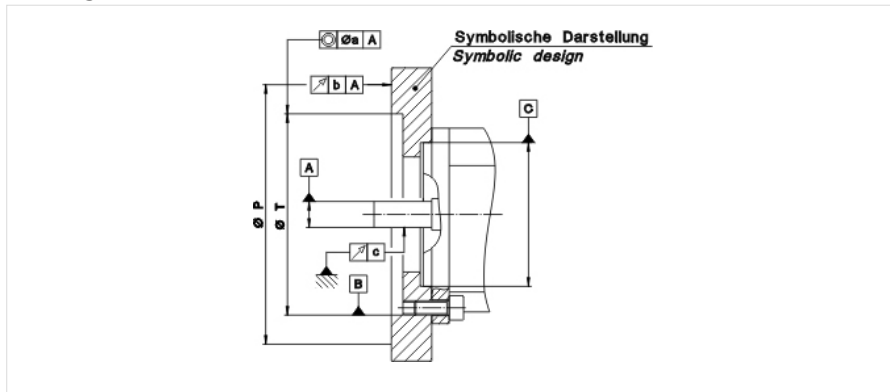 ◎ Øa A
Symbolische Darstellung
Symbolic design
↗ b A
C
A
Ø P
Ø T
↗ c
B